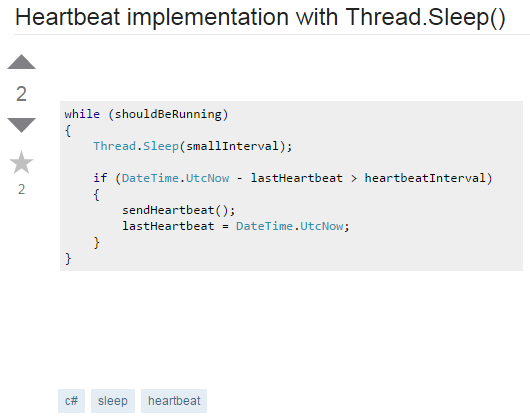 Heartbeat implementation with Thread.Sleep()
2
2
while (shouldBeRunning)
{
    Thread.Sleep(smallInterval);
    if (DateTime.UtcNow - lastHeartbeat > heartbeatInterval)
    {
        sendHeartbeat();
        lastHeartbeat = DateTime.UtcNow;
    }
}
c# sleep heartbeat